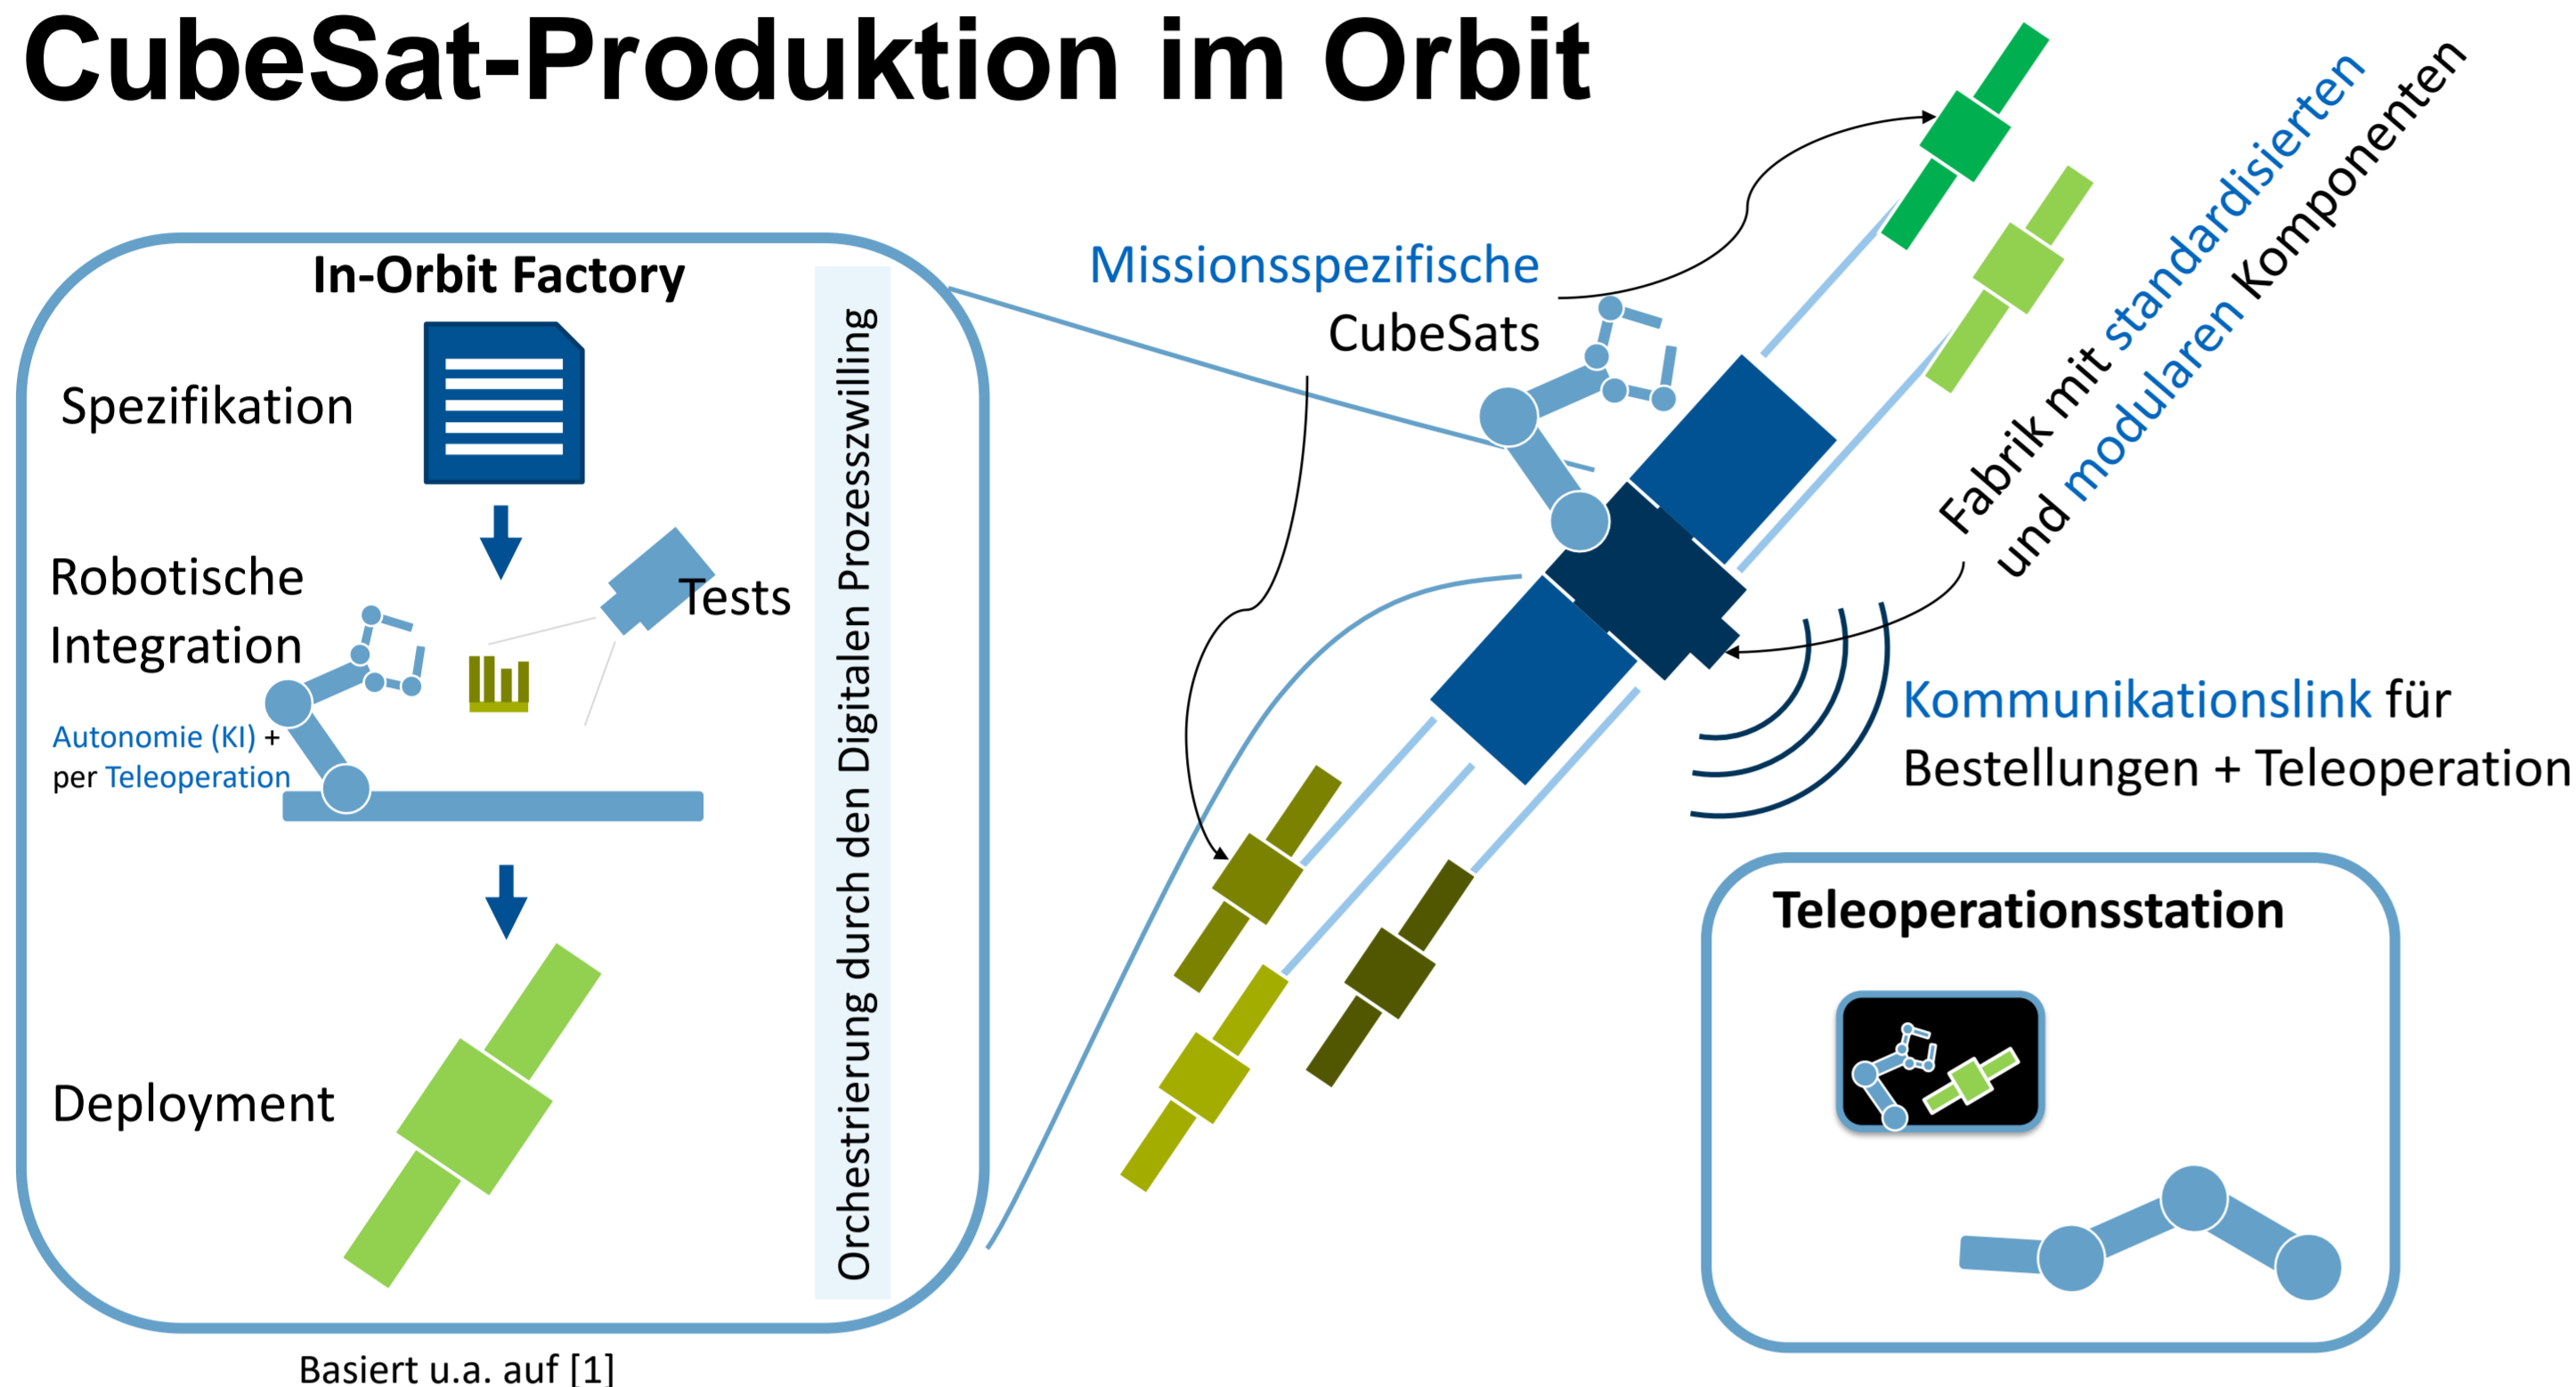 CubeSat-Produktion im Orbit
In-Orbit Factory
Spezifikation
Robotische
Integration
Autonomie (KI) +
per Teleoperation
Tests
Deployment
Orchestrierung durch den Digitalen Prozesszwilling
Basiert u.a. auf [1]
Missionsspezifische
CubeSats
Fabrik mit standardisierten
und modularen Komponenten
Kommunikationslink für
Bestellungen + Teleoperation
Teleoperationsstation